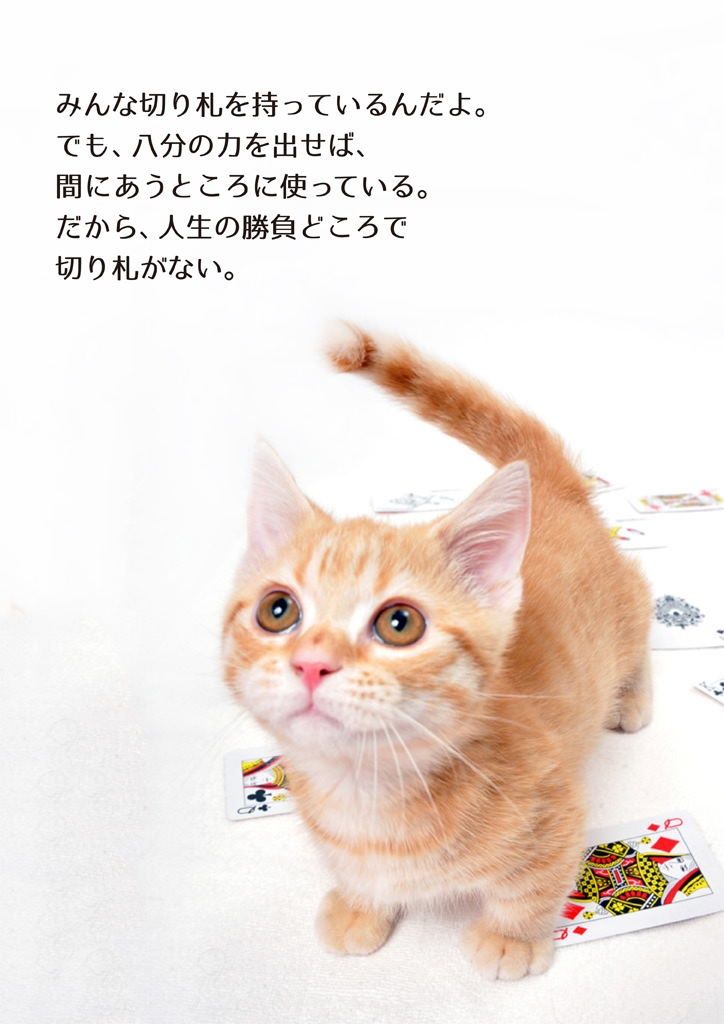 みんな切り札を持っているんだよ。
でも、八分の力を出せば、
間にあうところに使っている。
だから、人生の勝負どころで
切り札がない。
Q
Q